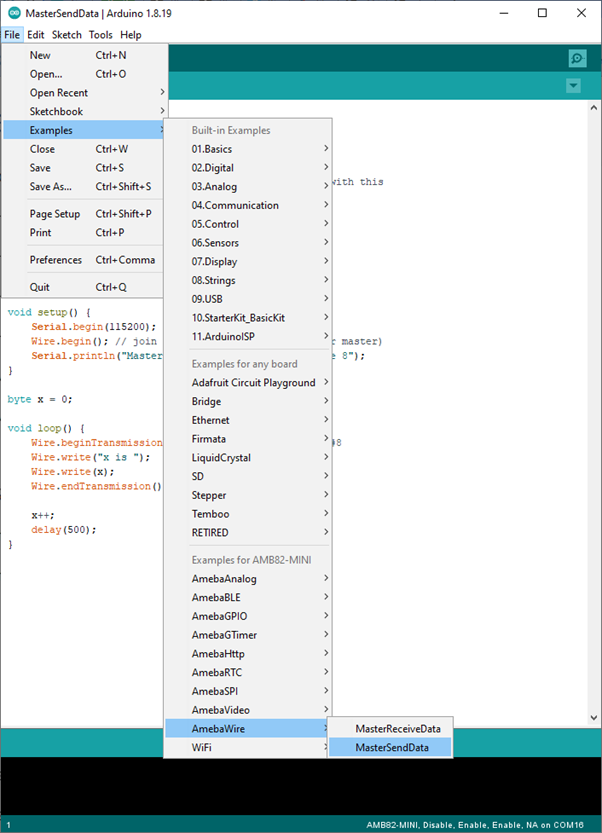 MasterSendData | Arduino 1.8.19
File Edit Sketch Tools Help
New Ctrl+N
Open... Ctrl+O
Open Recent
Sketchbook
Examples
Close Ctrl+W
Save Ctrl+S
Save As... Ctrl+Shift+S
Page Setup Ctrl+Shift+P
Print Ctrl+P
Preferences Ctrl+Comma
Quit Ctrl+Q
Built-in Examples
01.Basics
02.Digital
03.Analog
04.Communication
05.Control
06.Sensors
07.Display
08.Strings
09.USB
10.StarterKit_BasicKit
11.ArduinoISP
Examples for any board
Adafruit Circuit Playground
Bridge
Ethernet
Firmata
LiquidCrystal
SD
Stepper
Temboo
RETIRED
Examples for AMB82-MINI
AmebaAnalog
AmebaBLE
AmebaGPIO
AmebaGTimer
AmebaHttp
AmebaRTC
AmebaSPI
AmebaVideo
AmebaWire
WiFi
MasterReceiveData
MasterSendData
with this
void setup() {
Serial.begin(115200);
Wire.begin(); // join r master)
Serial.println("Master e 8");
}
byte x = 0;
void loop() {
Wire.beginTransmission #8
Wire.write("x is ");
Wire.write(x);
Wire.endTransmission()
x++;
delay(500);
}
1 AMB82-MINI, Disable, Enable, Enable, NA on COM16